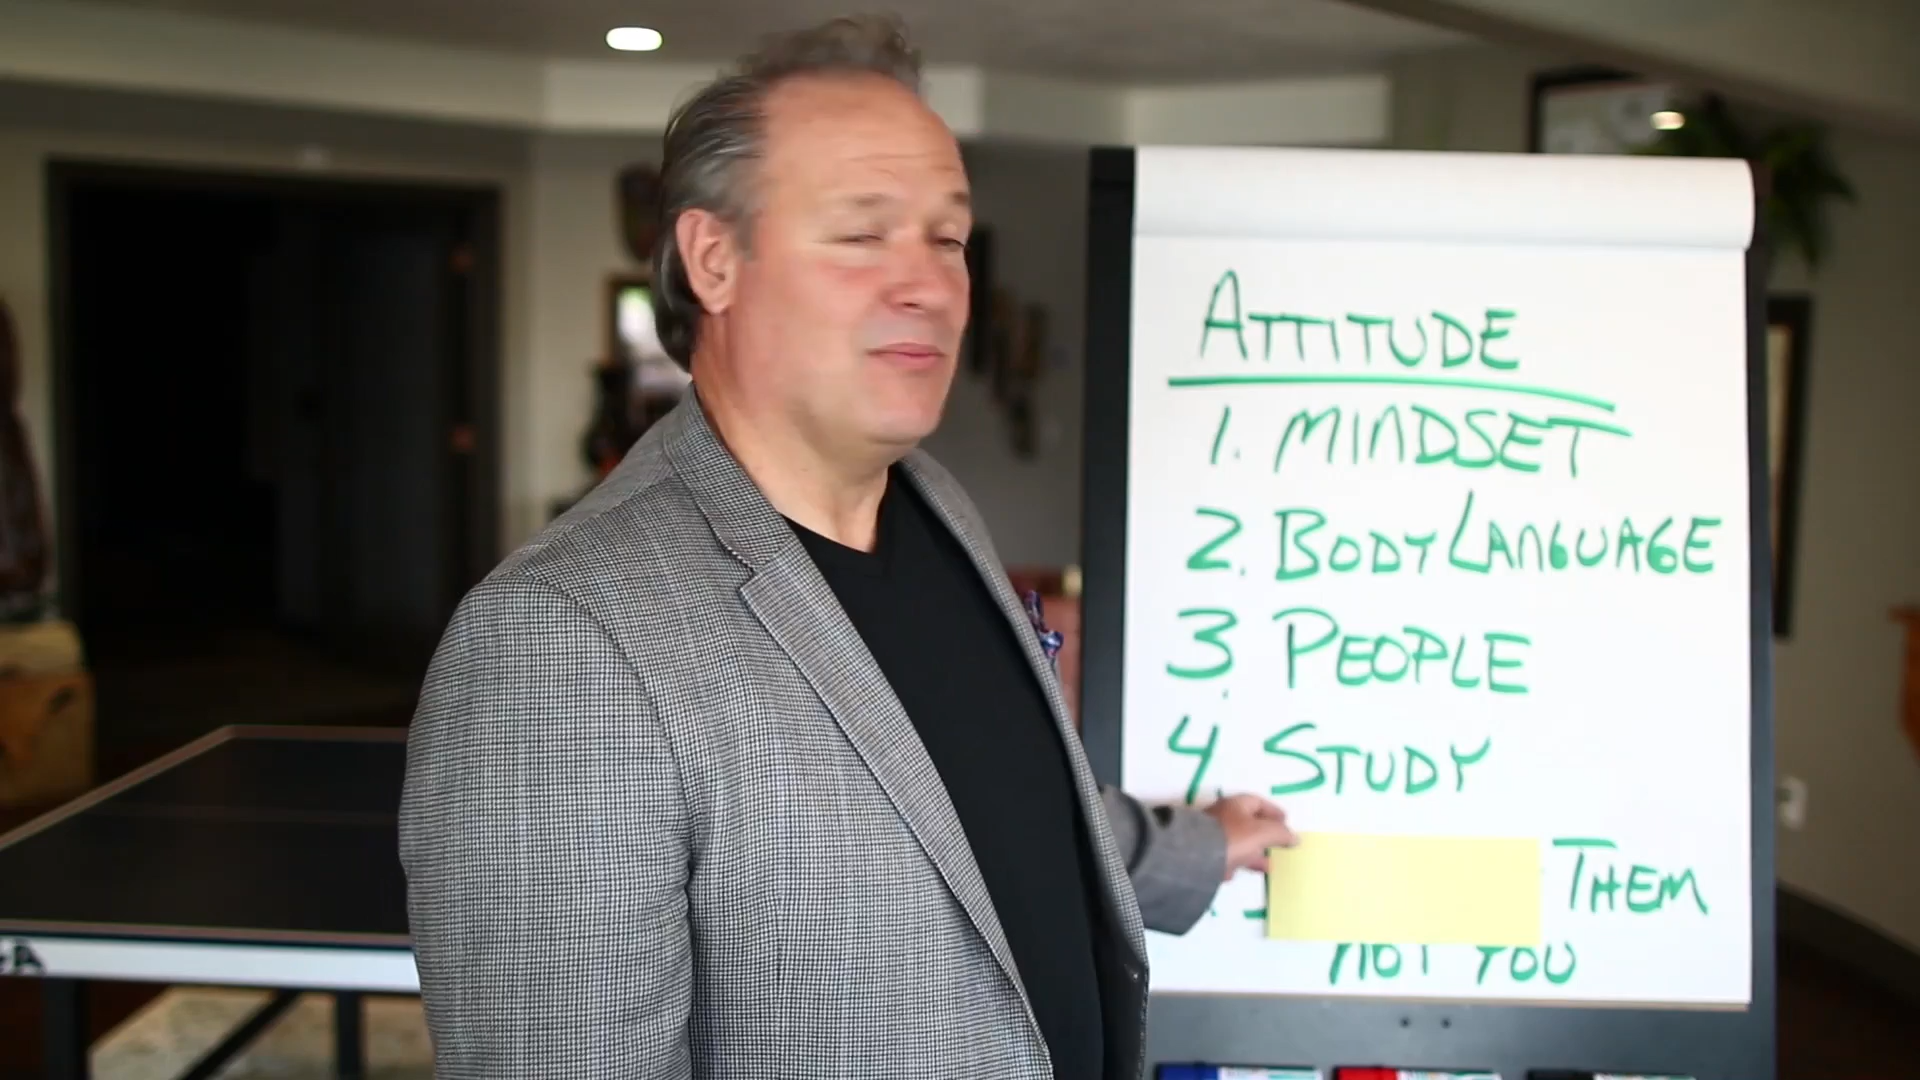 ATTITUDE
1. MINDSET
2. BODY LANGUAGE
3. PEOPLE
4. STUDY
THEM
NOT YOU